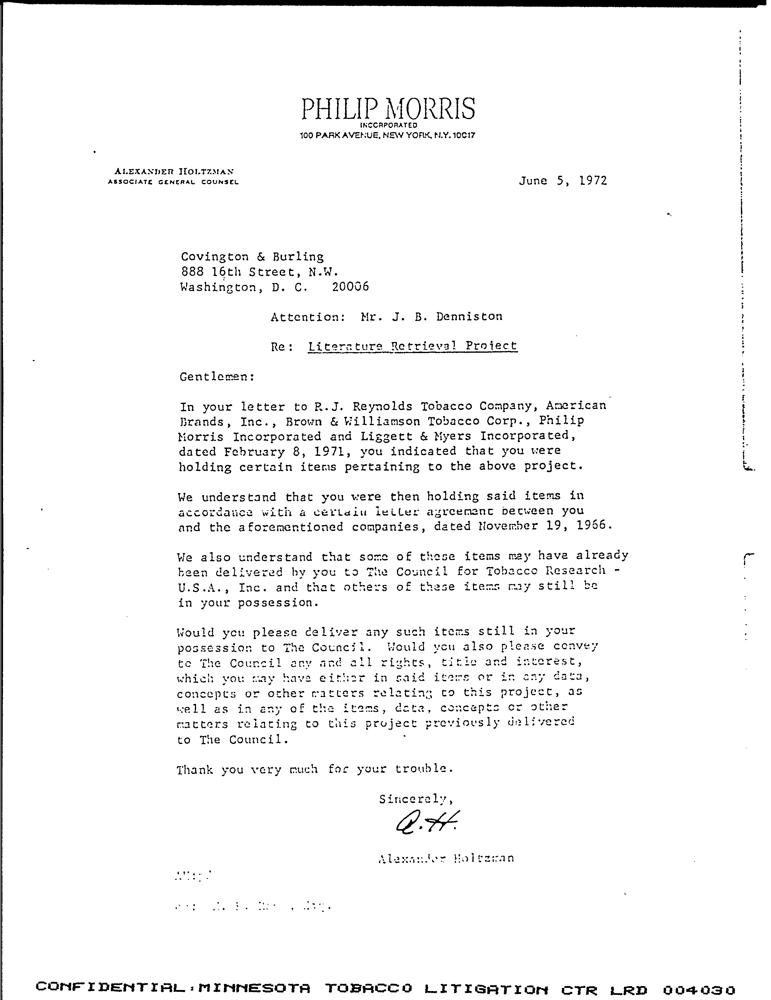 PHILIP MORRIS
INCORPORATED
100 PARK AVENUE, NEW YORK, N.Y. 10017
ALEXANDER HOLTZMAN
ASSOCIATE GENERAL COUNSEL
June 5, 1972
Covington & Burling
888 16th Street, N.W.
Washington, D. C. 20006
Attention: Mr. J. B. Denniston
Re: Literature Retrieval Project
Gentlemen:
In your letter to R.J. Reynolds Tobacco Company, American
Brands, Inc., Brown & Williamson Tobacco Corp., Philip
Morris Incorporated and Liggett & Myers Incorporated,
dated February 8, 1971, you indicated that you were
holding certain items pertaining to the above project.
We understand that you were then holding said items in
accordance with a certain letter agreement between you
and the aforementioned companies, dated November 19, 1966.
We also understand that some of these items may have already
been delivered by you to The Council for Tobacco Research -
U.S.A., Inc. and that others of these items may still be
in your possession.
Would you please deliver any such items still in your
possession to The Council. Would you also please convey
to The Council any and all rights, title and interest,
which you may have either in said items or in any data,
concepts or other matters relating to this project, as
well as in any of the items, data, concepts or other
matters relating to this project previously delivered
to The Council.
Thank you very much for your trouble.
Sincerely,
A.H.
Alexander Holtzman
CONFIDENTIAL: MINNESOTA TOBACCO LITIGATION CTR LRD 004030